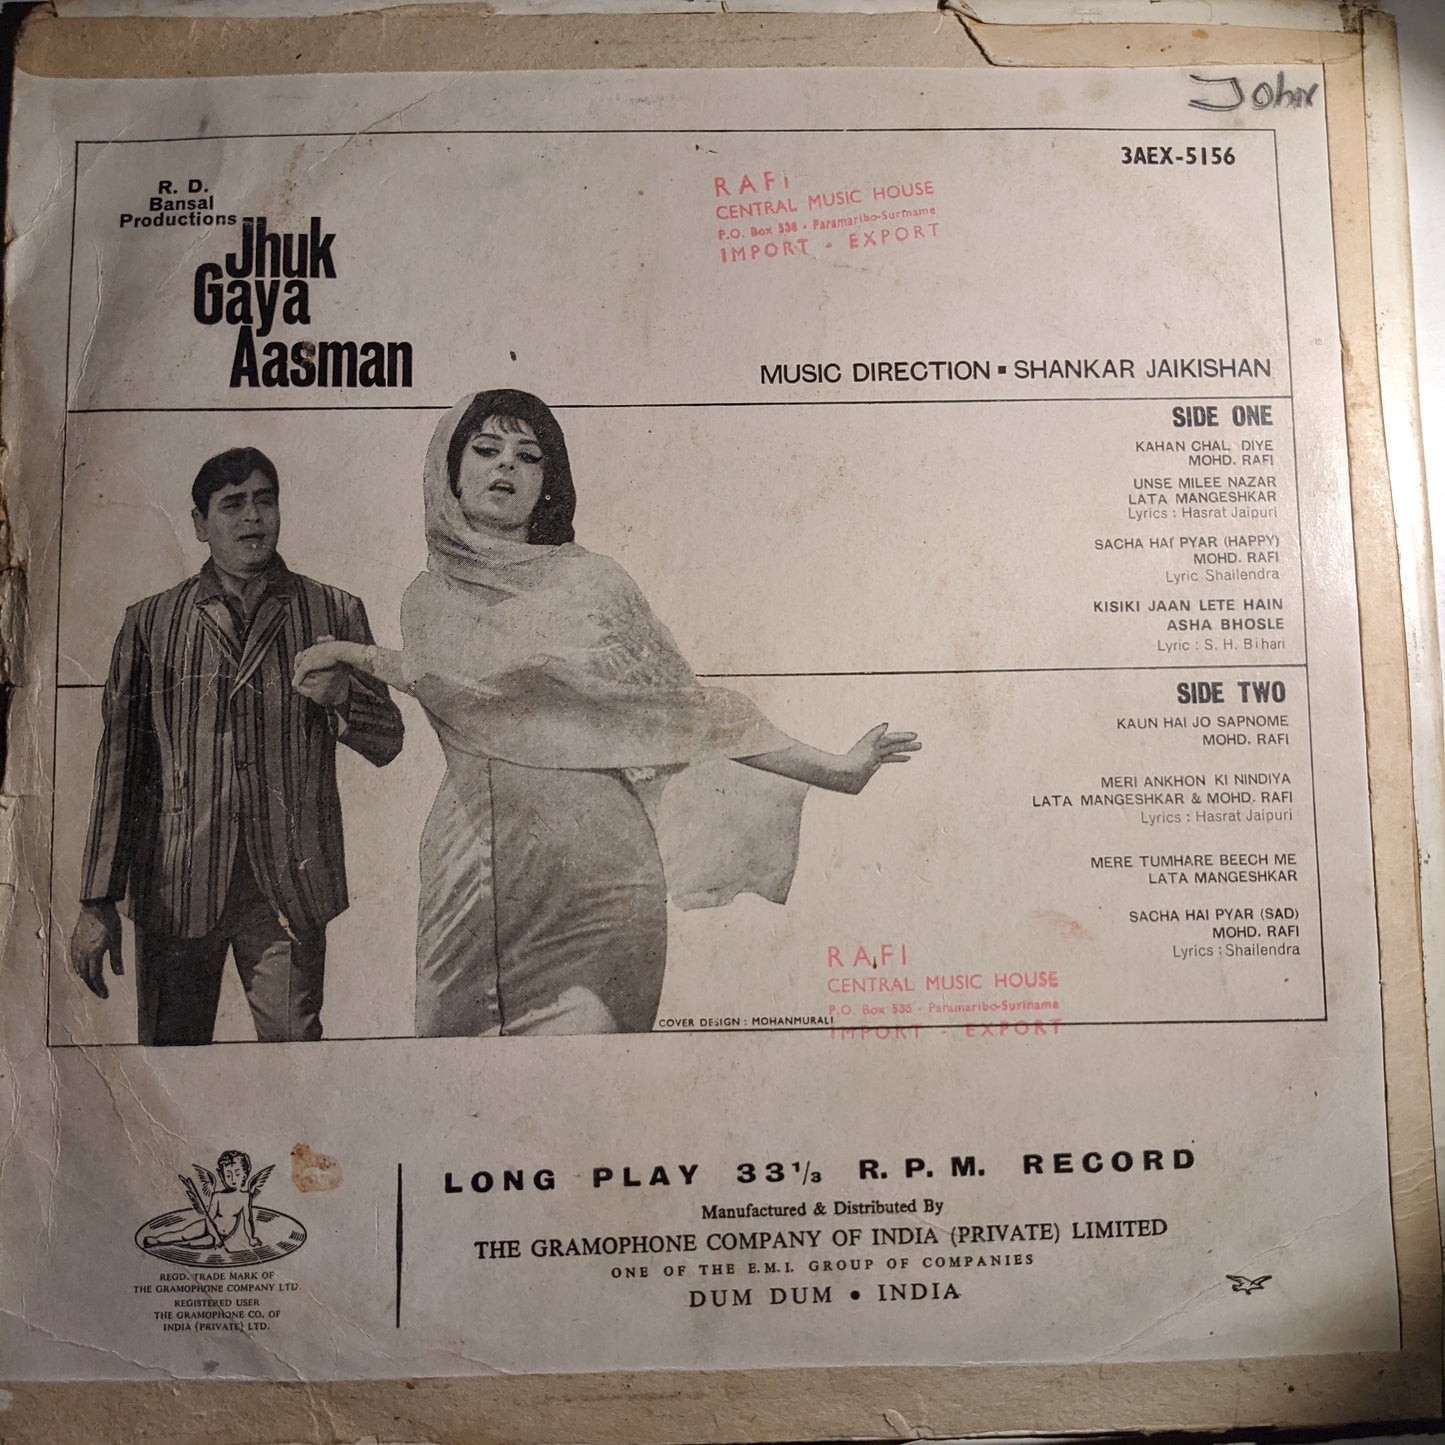 John
3AEX-5156
R. D.
Bansal
Productions
Jhuk
Gaya
Aasman
RAFi
CENTRAL MUSIC HOUSE
P.O. Box 538 - Paramaribo-Suriname
IMPORT - EXPORT
MUSIC DIRECTION ▪ SHANKAR JAIKISHAN
SIDE ONE
KAHAN CHAL DIYE
MOHD. RAFI
UNSE MILEE NAZAR
LATA MANGESHKAR
Lyrics : Hasrat Jaipuri
SACHA HAI PYAR (HAPPY)
MOHD. RAFI
Lyric Shailendra
KISIKI JAAN LETE HAIN
ASHA BHOSLE
Lyric : S. H. Bihari
SIDE TWO
KAUN HAI JO SAPNOME
MOHD. RAFI
MERI ANKHON KI NINDIYA
LATA MANGESHKAR & MOHD. RAFI
Lyrics : Hasrat Jaipuri
MERE TUMHARE BEECH ME
LATA MANGESHKAR
SACHA HAI PYAR (SAD)
MOHD. RAFI
Lyrics : Shailendra
RAFI
CENTRAL MUSIC HOUSE
P.O. Box 538 - Paramaribo-Suriname
IMPORT - EXPORT
COVER DESIGN : MOHANMURALI
LONG PLAY 33⅓ R. P. M. RECORD
Manufactured & Distributed By
THE GRAMOPHONE COMPANY OF INDIA (PRIVATE) LIMITED
ONE OF THE E.M.I. GROUP OF COMPANIES
DUM DUM • INDIA
REGD. TRADE MARK OF
THE GRAMOPHONE COMPANY LTD.
REGISTERED USER
THE GRAMOPHONE CO. OF
INDIA (PRIVATE) LTD.